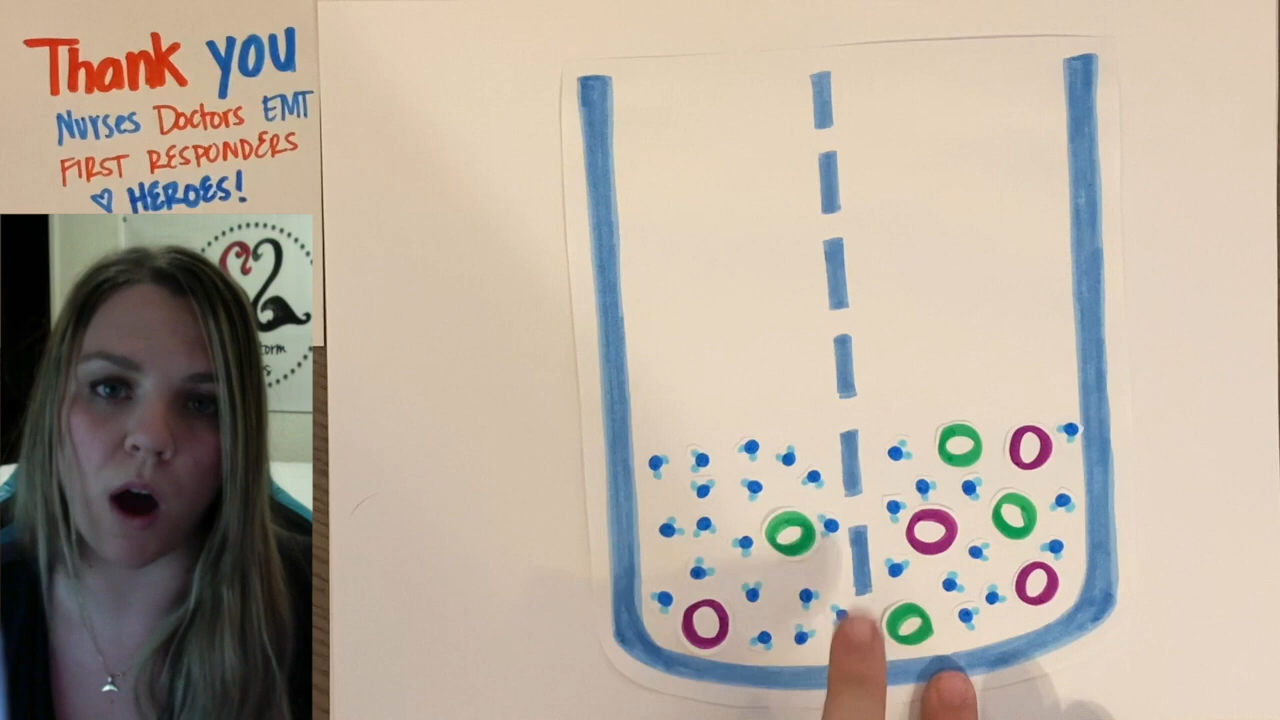 Thank you
Nurses Doctors EMT
FIRST RESPONDERS
♡ HEROES!